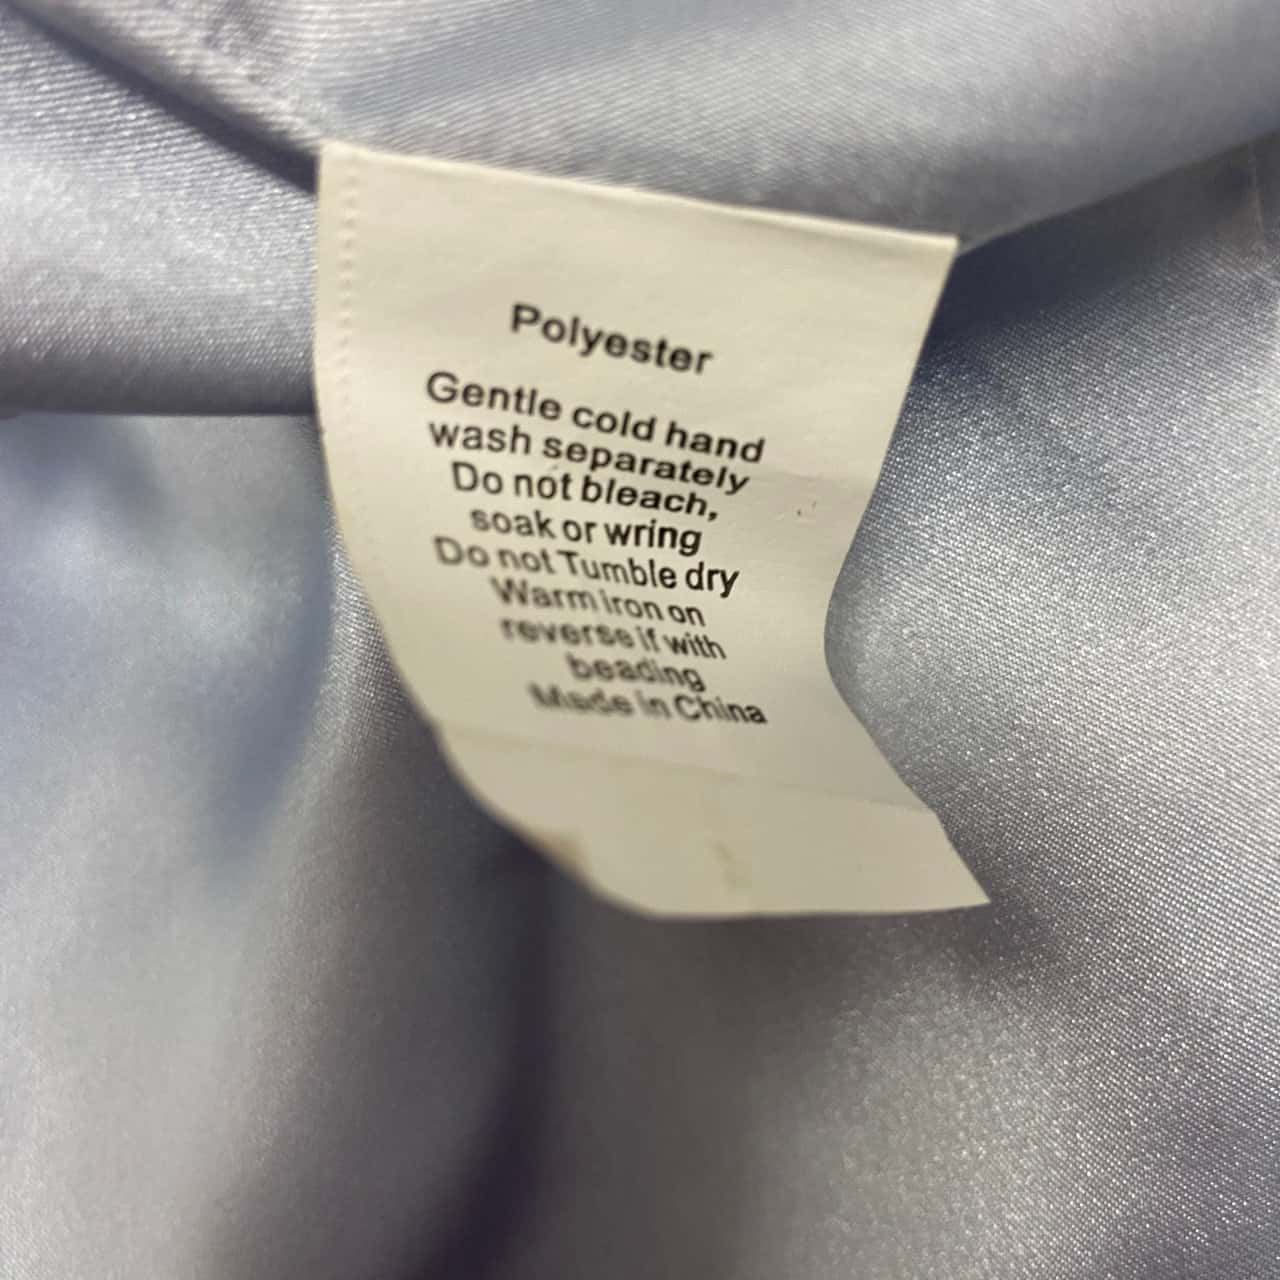 Polyester
Gentle cold hand
wash separately
Do not bleach,
soak or wring
Do not Tumble dry
Warm iron on
reverse if with
beading
Made in China